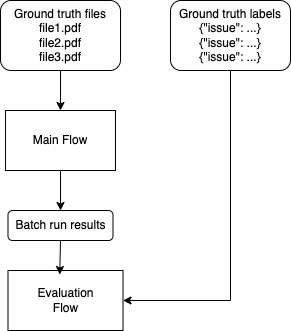 Ground truth files
file1.pdf
file2.pdf
file3.pdf
Ground truth labels
{"issue": ...}
{"issue": ...}
{"issue": ...}
Main Flow
Batch run results
Evaluation
Flow